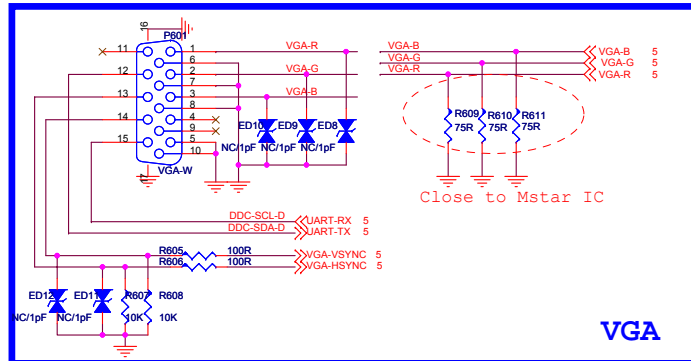 16
P601
11
1
VGA-R
VGA-B
VGA-B
5
6
VGA-G
VGA-G
5
12
2
VGA-G
VGA-R
VGA-R
5
7
13
3
VGA-B
8
14
4
ED10
ED9
ED8
R609
R610
R611
9
75R
75R
75R
15
5
NC/1pF
NC/1pF
NC/1pF
10
VGA-W
17
Close to Mstar IC
DDC-SCL-D
UART-RX
5
DDC-SDA-D
UART-TX
5
R605
100R
VGA-VSYNC
5
R606
100R
VGA-HSYNC
5
ED12
ED11
R607
R608
NC/1pF
NC/1pF
10K
10K
VGA